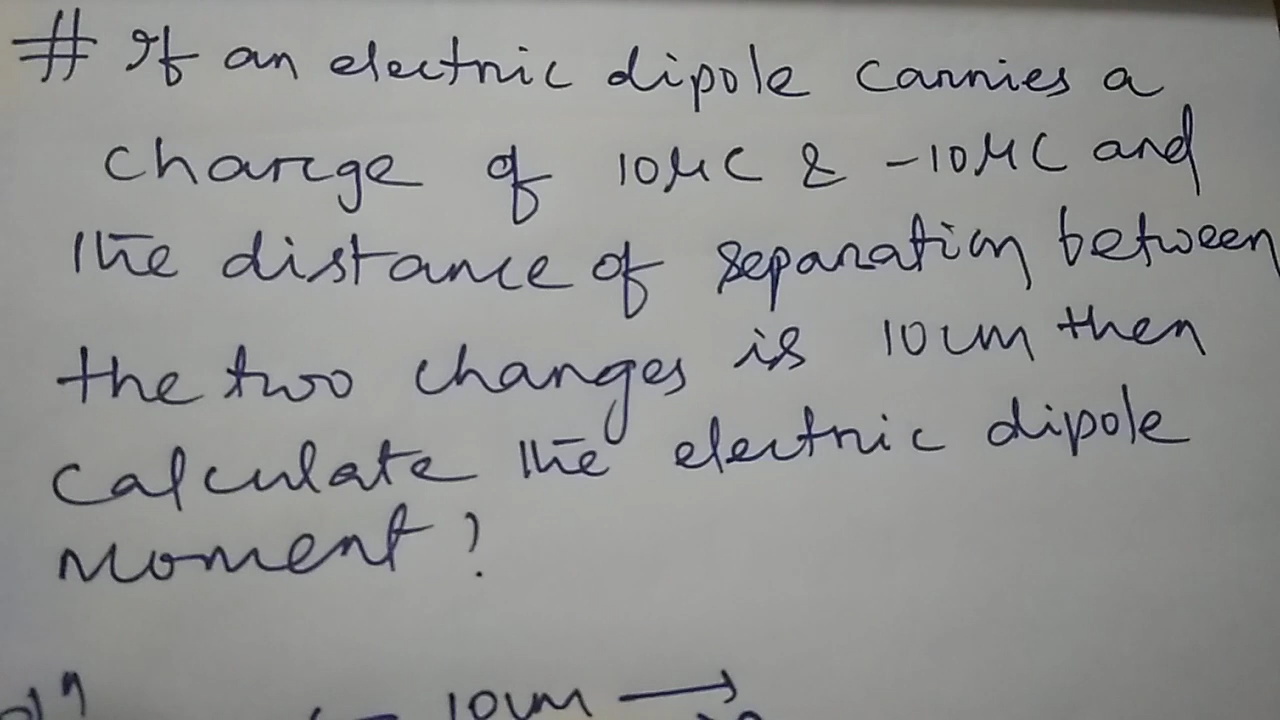 # If an electric dipole carries a
charge of 10μC & -10μC and
the distance of separation between
the two charges is 10cm then
calculate the electric dipole
moment?
10cm